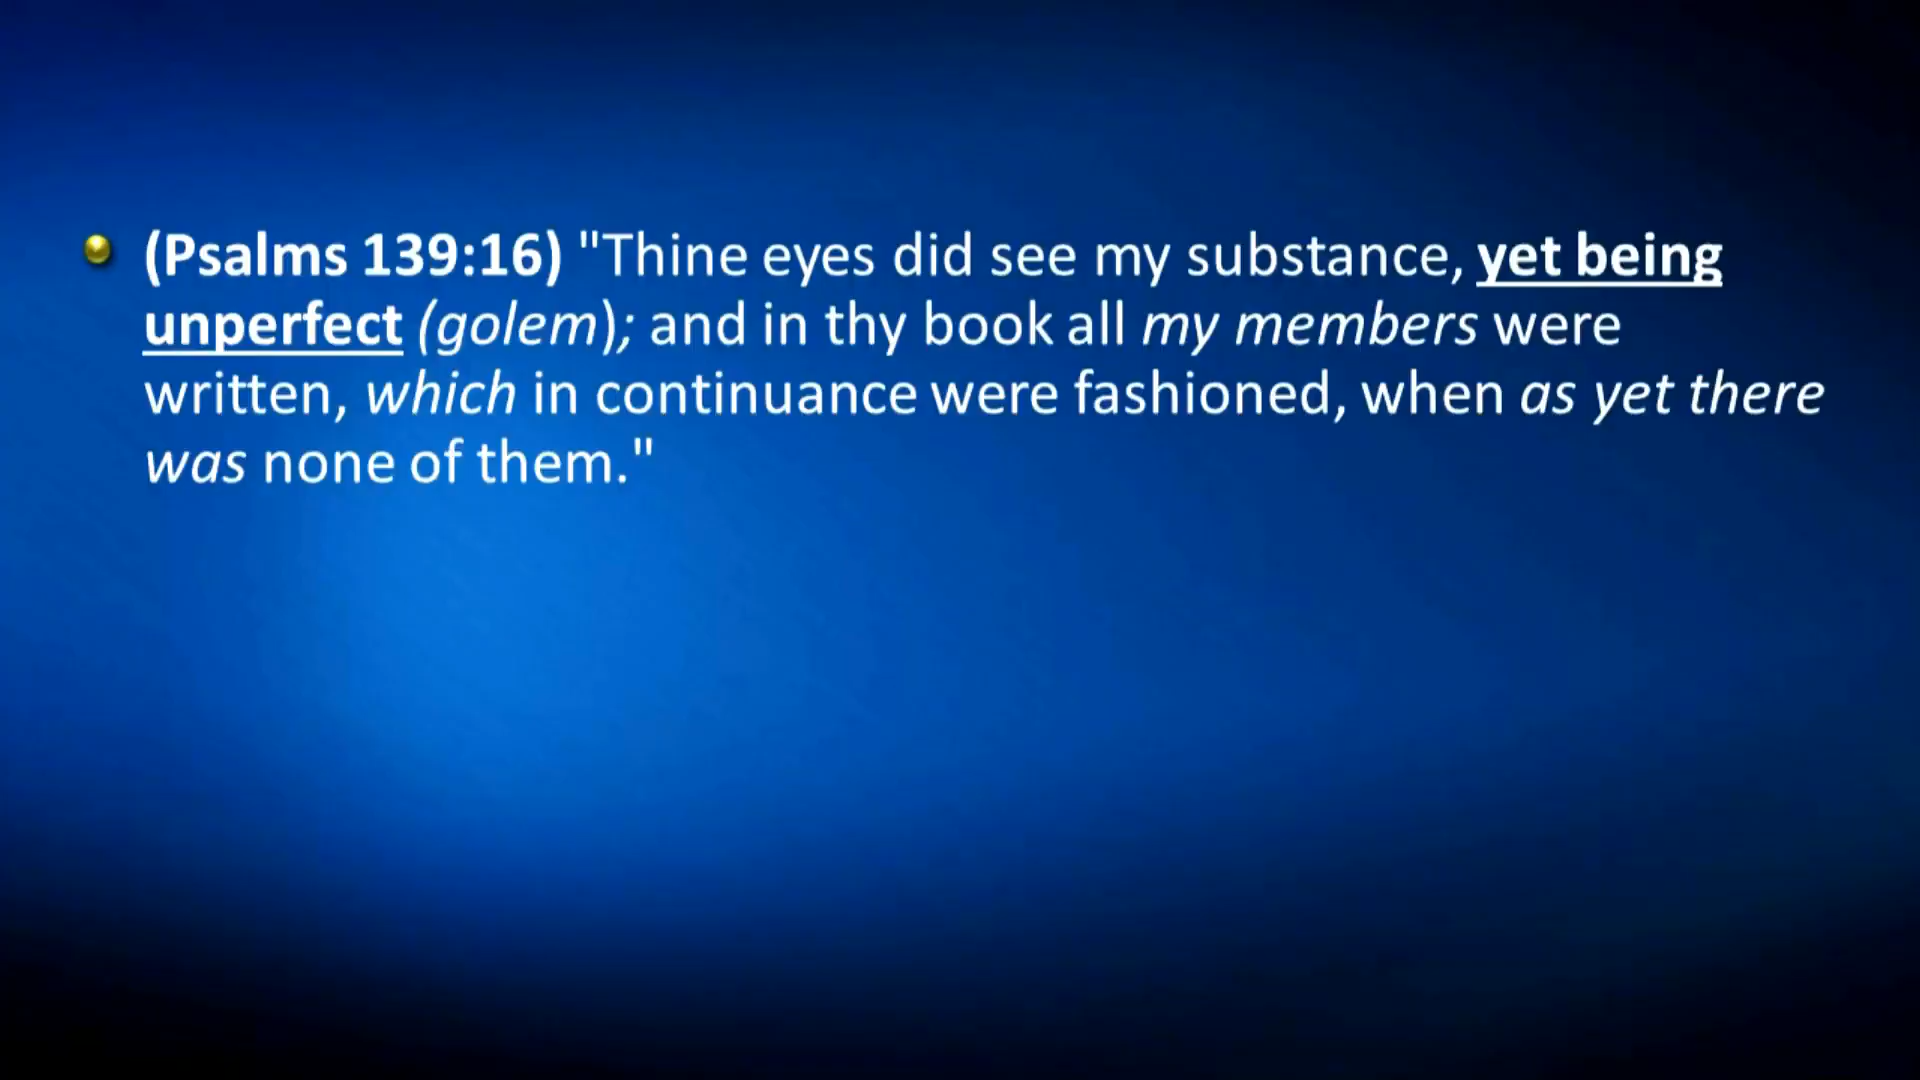 (Psalms 139:16) "Thine eyes did see my substance, yet being
unperfect (golem); and in thy book all my members were
written, which in continuance were fashioned, when as yet there
was none of them."